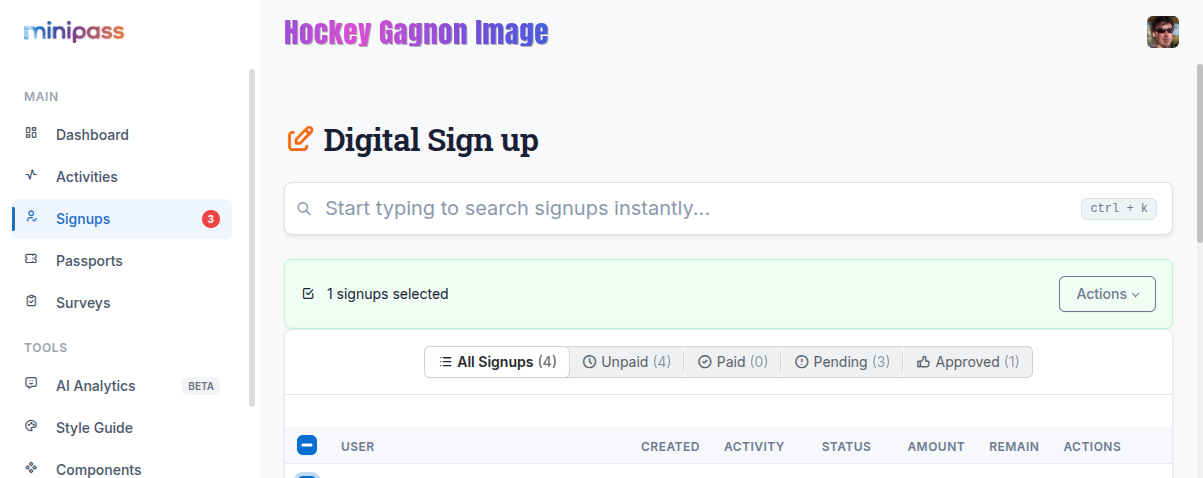 minipass
Hockey Gagnon Image
MAIN
Dashboard
Activities
Signups 3
Passports
Surveys
TOOLS
AI Analytics BETA
Style Guide
Components
Digital Sign up
Start typing to search signups instantly... ctrl + k
1 signups selected Actions
All Signups (4) Unpaid (4) Paid (0) Pending (3) Approved (1)
USER CREATED ACTIVITY STATUS AMOUNT REMAIN ACTIONS